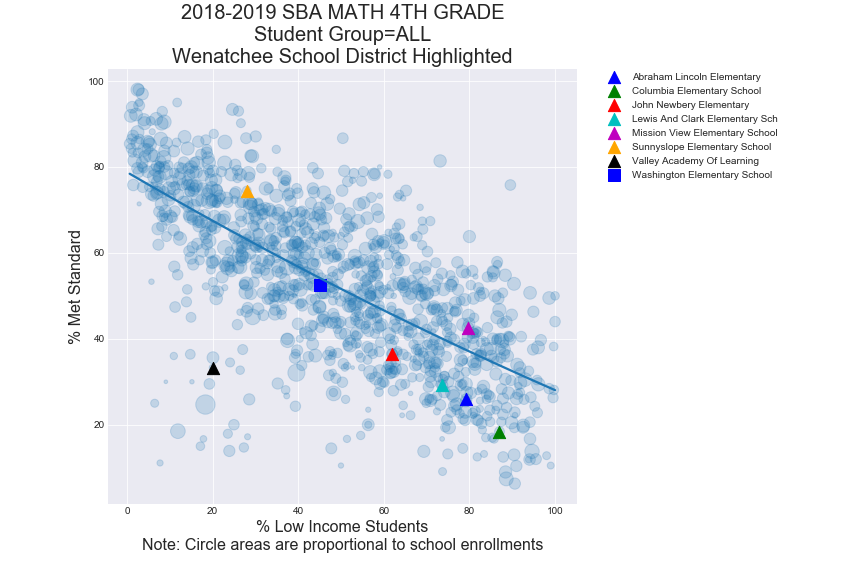 2018-2019 SBA MATH 4TH GRADE
Student Group=ALL
Wenatchee School District Highlighted
Abraham Lincoln Elementary
Columbia Elementary School
John Newbery Elementary
Lewis And Clark Elementary Sch
Mission View Elementary School
Sunnyslope Elementary School
Valley Academy Of Learning
Washington Elementary School
% Met Standard
100
80
60
40
20
0 20 40 60 80 100
% Low Income Students
Note: Circle areas are proportional to school enrollments